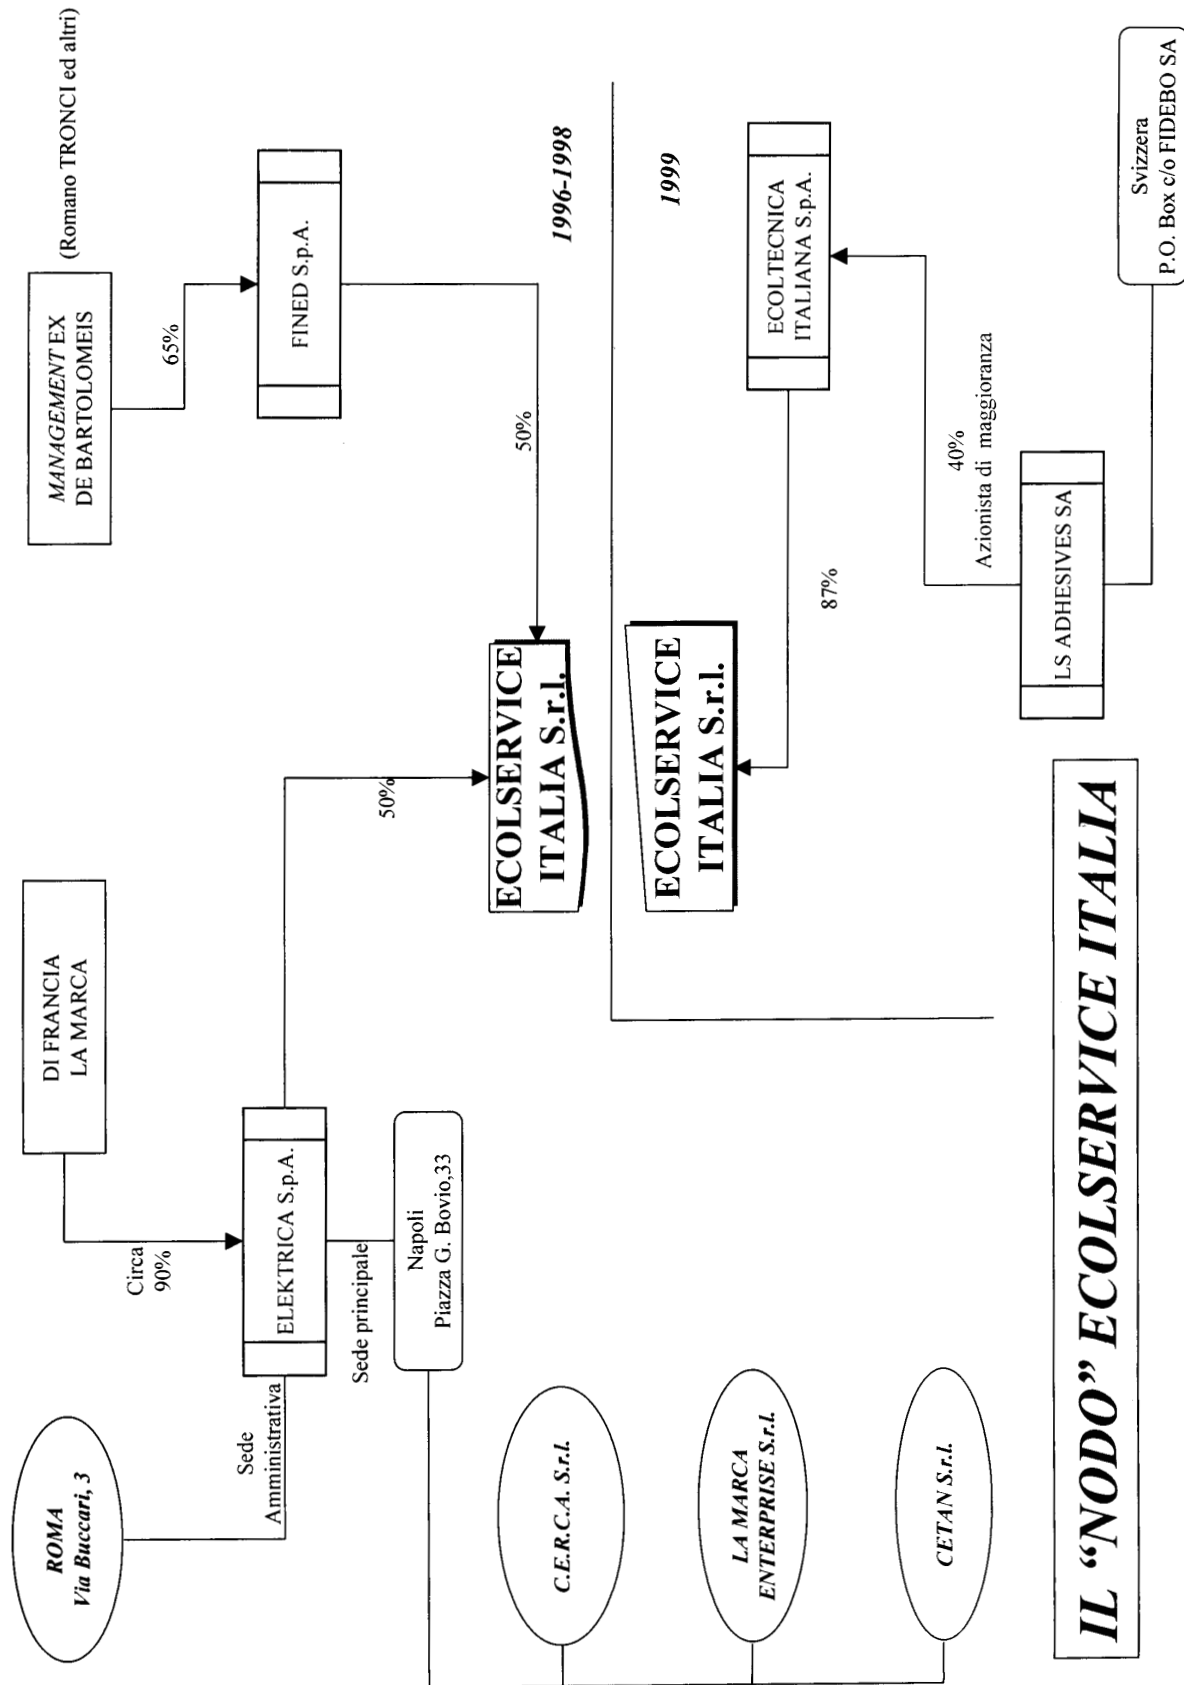 (Romano TRONCI ed altri)
MANAGEMENT EX
DE BARTOLOMEIS
DI FRANCIA
LA MARCA
ROMA
Via Buccari, 3
65%
Circa
90%
Sede
Amministrativa
FINED S.p.A.
ELEKTRICA S.p.A.
Sede principale
50%
50%
Napoli
Piazza G. Bovio,33
ECOLSERVICE
ITALIA S.r.l.
1996-1998
C.E.R.C.A. S.r.l.
1999
ECOLSERVICE
ITALIA S.r.l.
LA MARCA
ENTERPRISE S.r.l.
ECOLTECNICA
ITALIANA S.p.A.
87%
CETAN S.r.l.
40%
Azionista di maggioranza
LS ADHESIVES SA
Svizzera
P.O. Box c/o FIDEBO SA
IL “NODO” ECOLSERVICE ITALIA